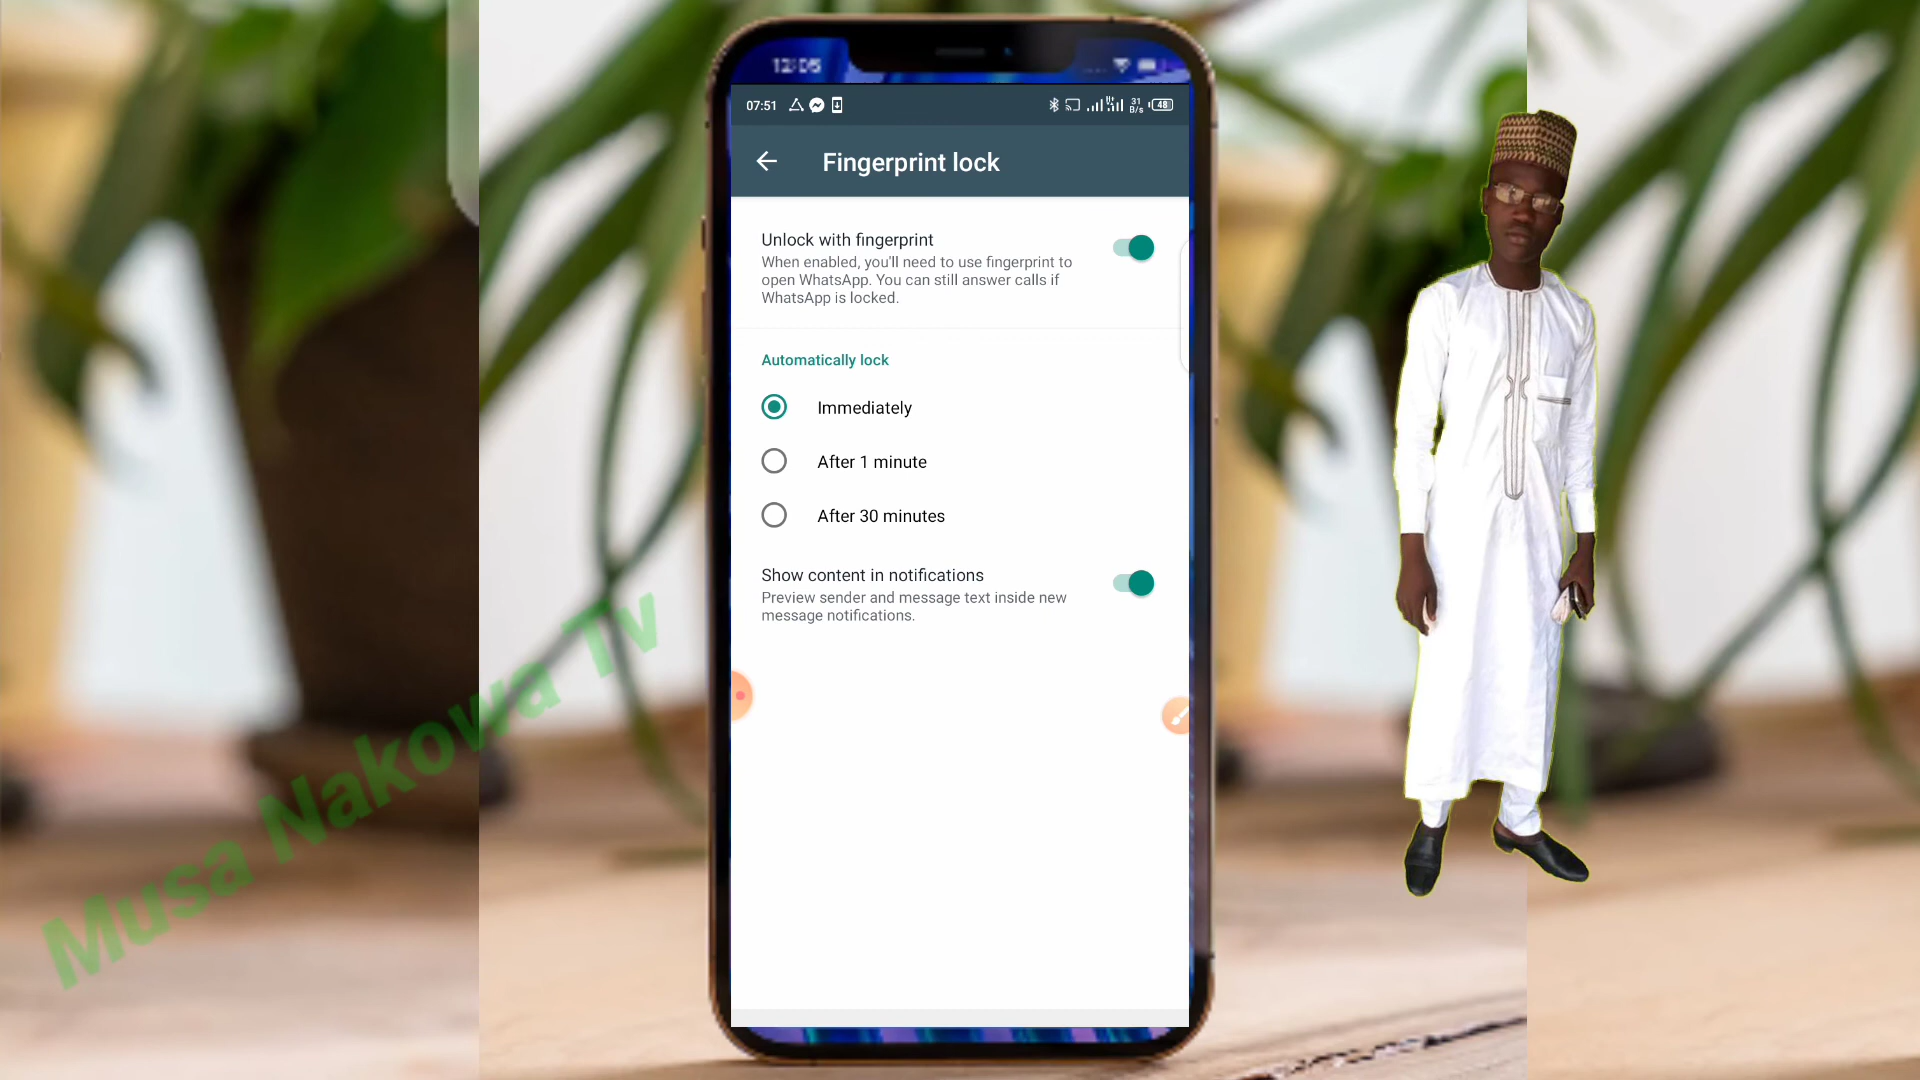 12:05
07:51
31
B/s
48
Fingerprint lock
Unlock with fingerprint
When enabled, you'll need to use fingerprint to
open WhatsApp. You can still answer calls if
WhatsApp is locked.
Automatically lock
Immediately
After 1 minute
After 30 minutes
Show content in notifications
Preview sender and message text inside new
message notifications.
Musa Nakowa Tv